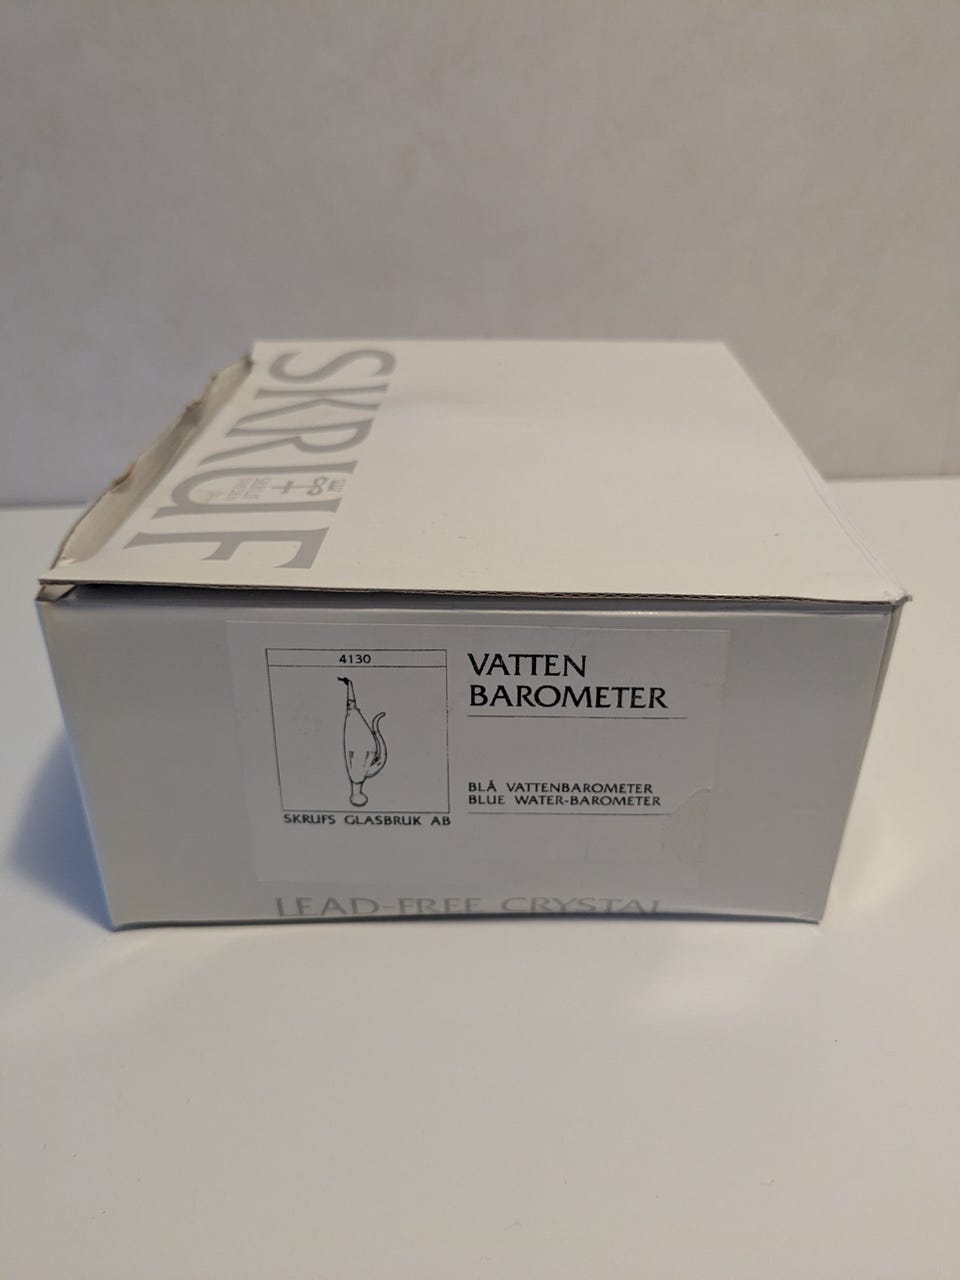 SKRUF
4130
VATTEN
BAROMETER
BLÅ VATTENBAROMETER
BLUE WATER-BAROMETER
SKRUFS GLASBRUK AB
LEAD-FREE CRYSTAL